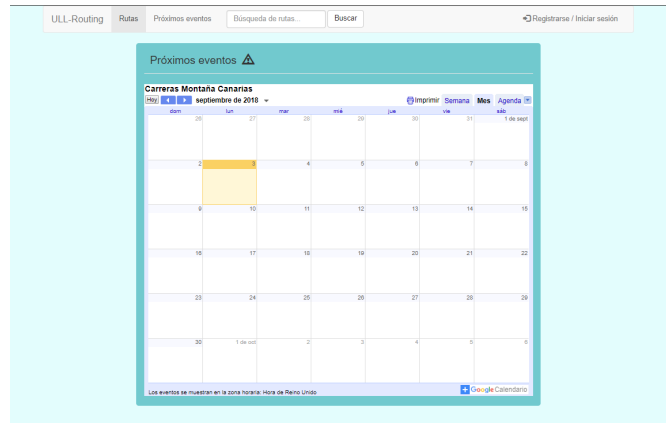 ULL-Routing Rutas Próximos eventos Búsqueda de rutas... Buscar Registrarse / Iniciar sesión
Próximos eventos
Carreras Montaña Canarias
Hoy septiembre de 2018 Imprimir Semana Mes Agenda
dom lun mar mié jue vie sáb
26 27 28 29 30 31 1 de sept
2 3 4 5 6 7 8
9 10 11 12 13 14 15
16 17 18 19 20 21 22
23 24 25 26 27 28 29
30 1 de oct 2 3 4 5 6
Los eventos se muestran en la zona horaria: Hora de Reino Unido Google Calendario